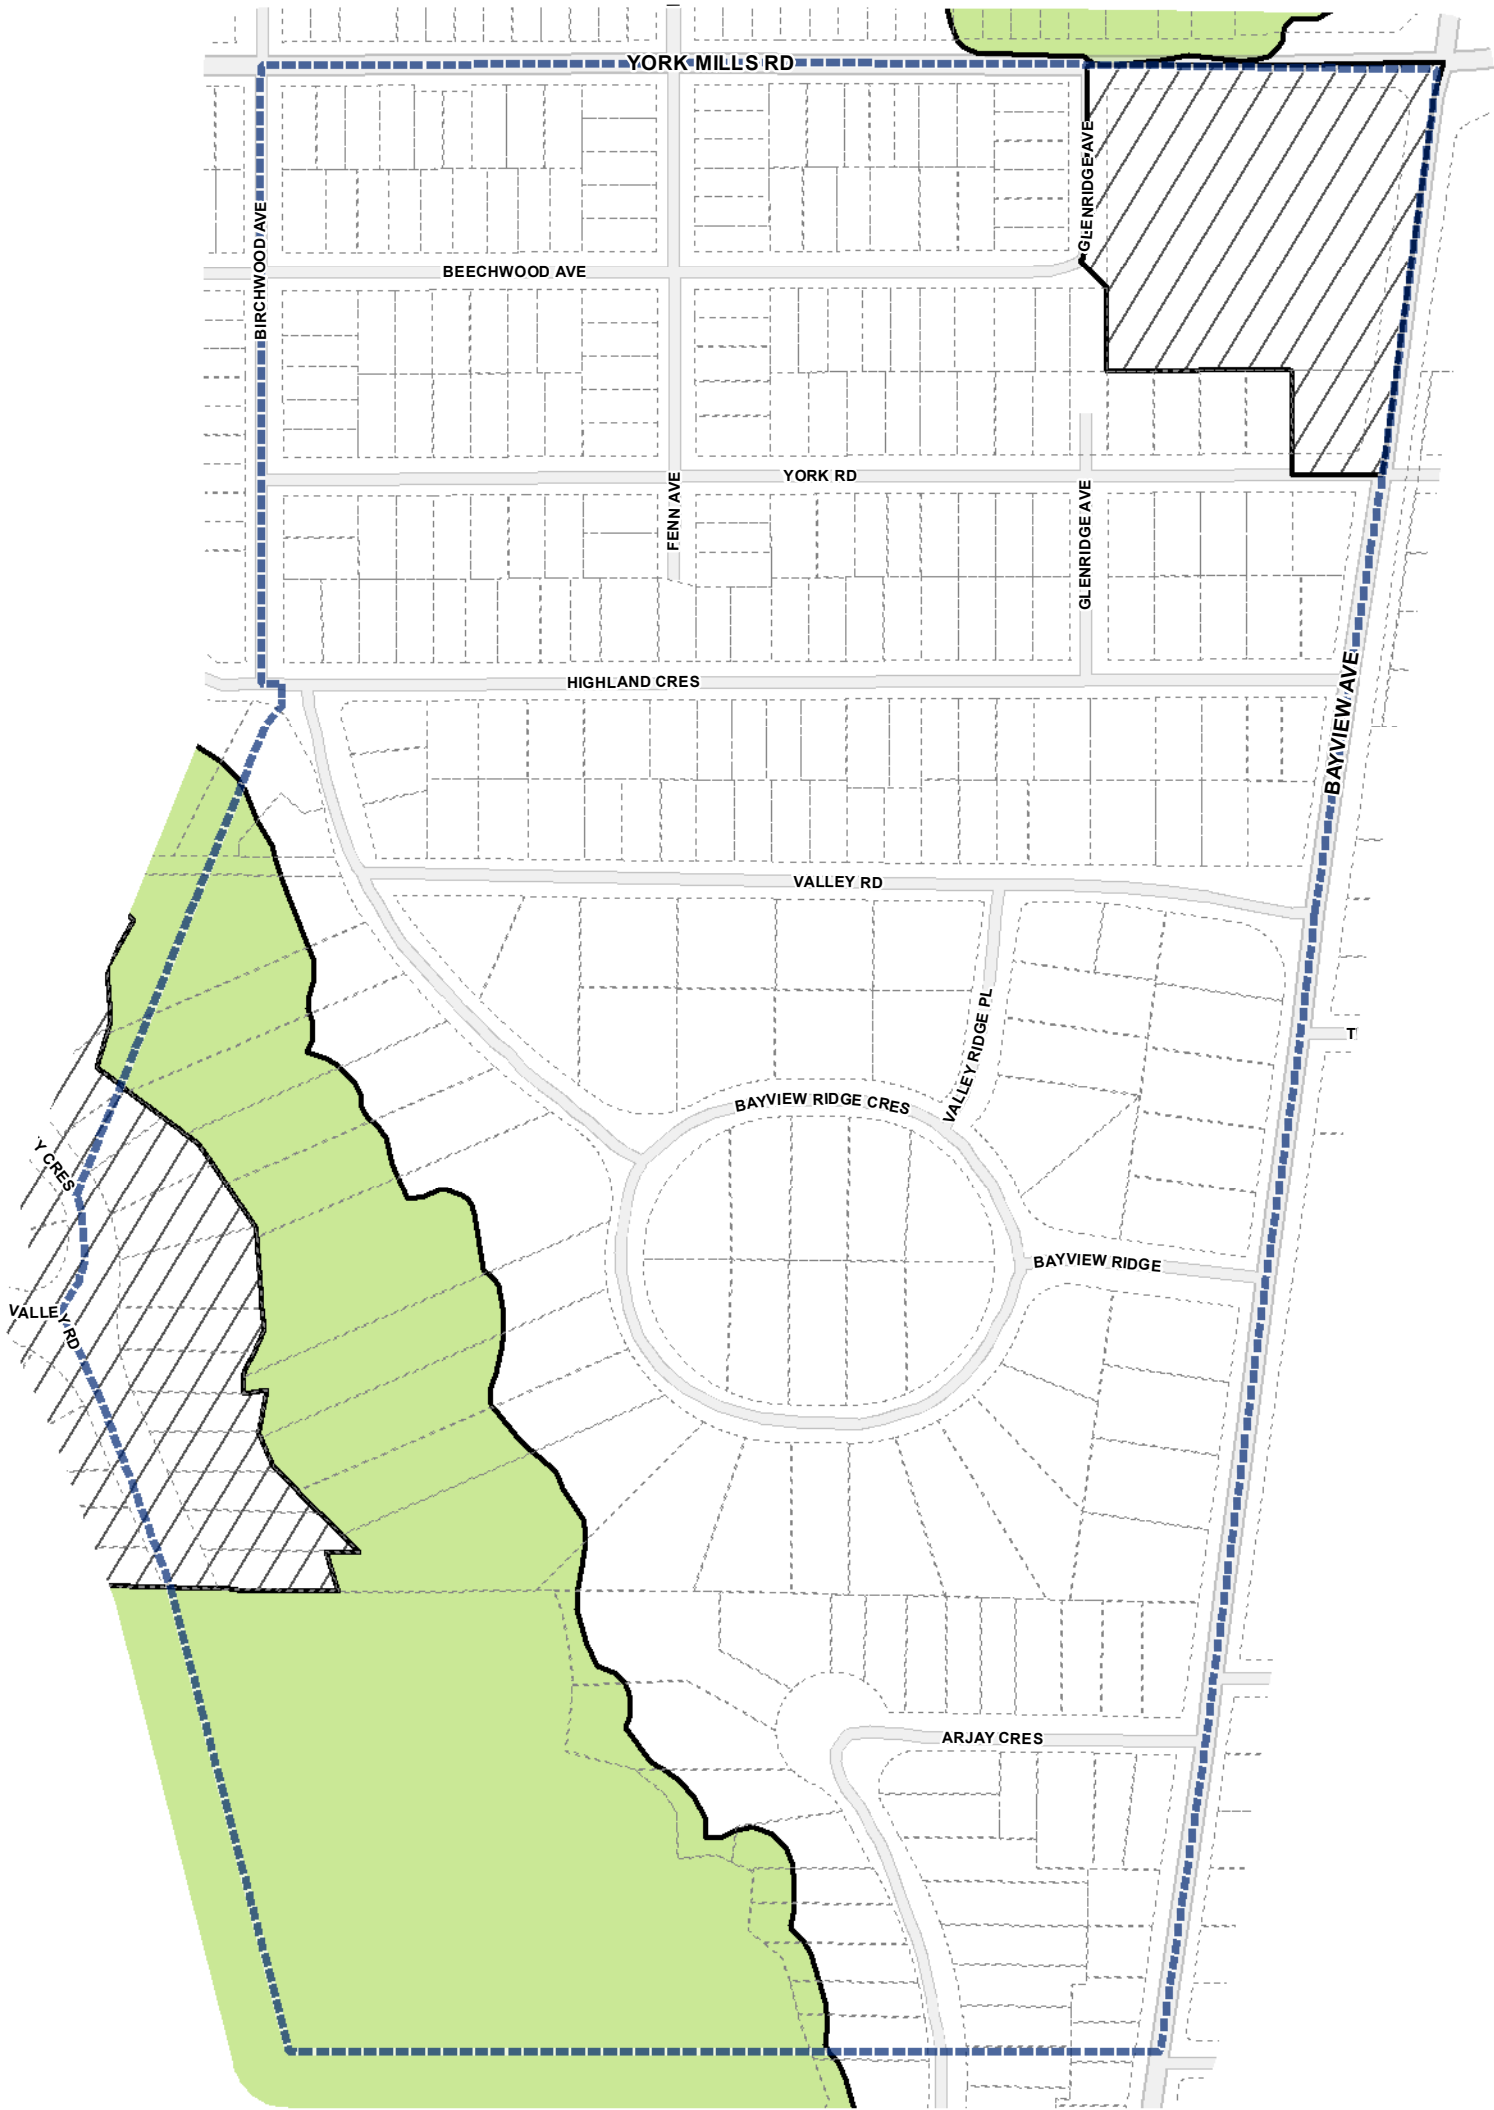 YORK MILLS RD
GLENRIDGE AVE
BIRCHWOOD AVE
BEECHWOOD AVE
YORK RD
FENN AVE
GLENRIDGE AVE
HIGHLAND CRES
BAYVIEW AVE
VALLEY RD
VALLEY RIDGE PL
T
BAYVIEW RIDGE CRES
Y CRES
BAYVIEW RIDGE
VALLEY RD
ARJAY CRES